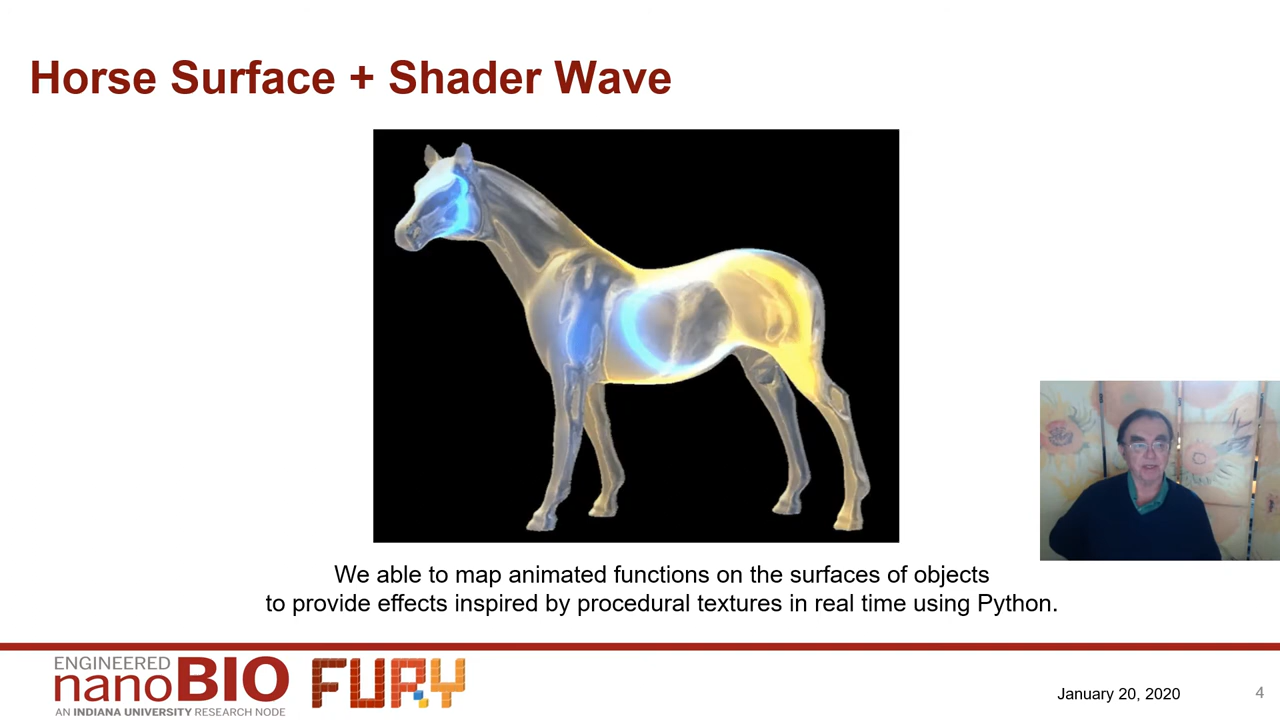 Horse Surface + Shader Wave
We able to map animated functions on the surfaces of objects
to provide effects inspired by procedural textures in real time using Python.
ENGINEERED
nanoBIO
AN INDIANA UNIVERSITY RESEARCH NODE
FURY
January 20, 2020
4